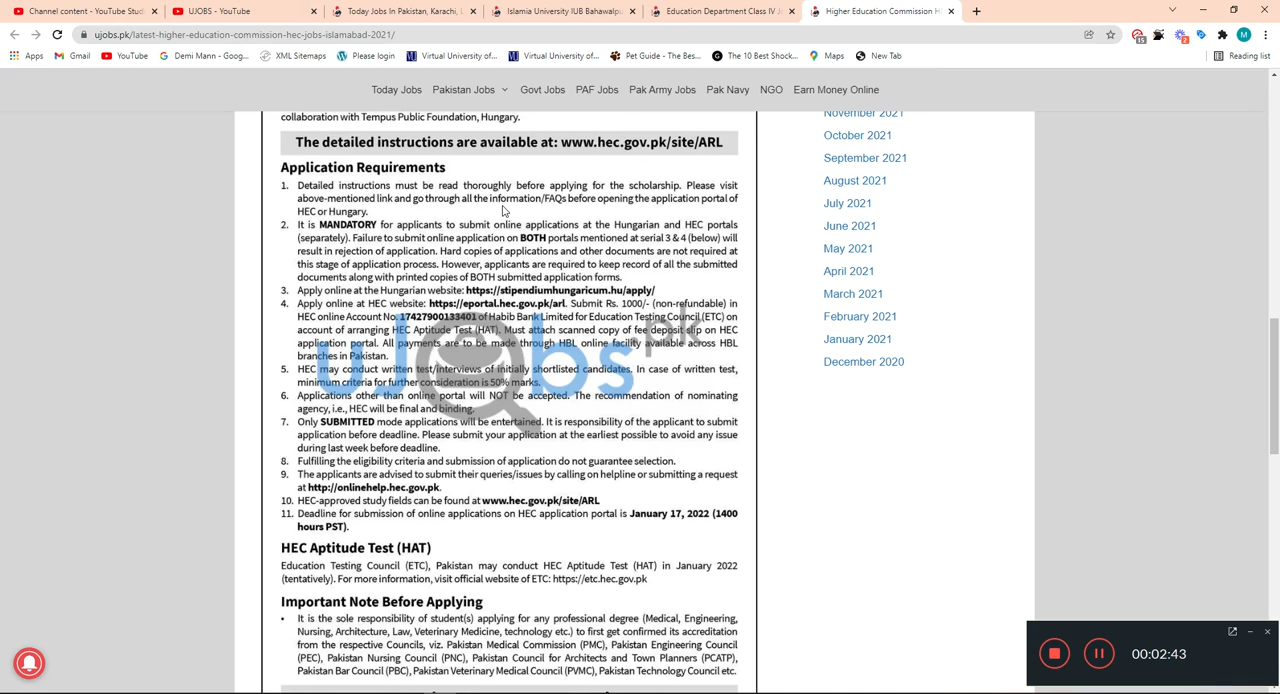 Channel content - YouTube Stud
UJOBS - YouTube
Today Jobs In Pakistan, Karachi, L
Islamia University IUB Bahawalpu
Education Department Class IV Jo
Higher Education Commission H
ujobs.pk/latest-higher-education-commission-hec-jobs-islamabad-2021/
15
2
M
Apps
Gmail
YouTube
Demi Mann - Goog...
XML Sitemaps
Please login
Virtual University of...
Virtual University of...
Pet Guide - The Bes...
The 10 Best Shock...
Maps
New Tab
Reading list
Today Jobs
Pakistan Jobs
Govt Jobs
PAF Jobs
Pak Army Jobs
Pak Navy
NGO
Earn Money Online
collaboration with Tempus Public Foundation, Hungary.
The detailed instructions are available at: www.hec.gov.pk/site/ARL
Application Requirements
1. Detailed instructions must be read thoroughly before applying for the scholarship. Please visit
above-mentioned link and go through all the information/FAQs before opening the application portal of
HEC or Hungary.
2. It is MANDATORY for applicants to submit online applications at the Hungarian and HEC portals
(separately). Failure to submit online application on BOTH portals mentioned at serial 3 & 4 (below) will
result in rejection of application. Hard copies of applications and other documents are not required at
this stage of application process. However, applicants are required to keep record of all the submitted
documents along with printed copies of BOTH submitted application forms.
3. Apply online at the Hungarian website: https://stipendiumhungaricum.hu/apply/
4. Apply online at HEC website: https://eportal.hec.gov.pk/arl. Submit Rs. 1000/- (non-refundable) in
HEC online Account No. 17427900133401 of Habib Bank Limited for Education Testing Council (ETC) on
account of arranging HEC Aptitude Test (HAT). Must attach scanned copy of fee deposit slip on HEC
application portal. All payments are to be made through HBL online facility available across HBL
branches in Pakistan.
5. HEC may conduct written test/interviews of initially shortlisted candidates. In case of written test,
minimum criteria for further consideration is 50% marks.
6. Applications other than online portal will NOT be accepted. The recommendation of nominating
agency, i.e., HEC will be final and binding.
7. Only SUBMITTED mode applications will be entertained. It is responsibility of the applicant to submit
application before deadline. Please submit your application at the earliest possible to avoid any issue
during last week before deadline.
8. Fulfilling the eligibility criteria and submission of application do not guarantee selection.
9. The applicants are advised to submit their queries/issues by calling on helpline or submitting a request
at http://onlinehelp.hec.gov.pk.
10. HEC-approved study fields can be found at www.hec.gov.pk/site/ARL
11. Deadline for submission of online applications on HEC application portal is January 17, 2022 (1400
hours PST).
uJobs.pk
HEC Aptitude Test (HAT)
Education Testing Council (ETC), Pakistan may conduct HEC Aptitude Test (HAT) in January 2022
(tentatively). For more information, visit official website of ETC: https://etc.hec.gov.pk
Important Note Before Applying
• It is the sole responsibility of student(s) applying for any professional degree (Medical, Engineering,
Nursing, Architecture, Law, Veterinary Medicine, technology etc.) to first get confirmed its accreditation
from the respective Councils, viz. Pakistan Medical Commission (PMC), Pakistan Engineering Council
(PEC), Pakistan Nursing Council (PNC), Pakistan Council for Architects and Town Planners (PCATP),
Pakistan Bar Council (PBC), Pakistan Veterinary Medical Council (PVMC), Pakistan Technology Council etc.
November 2021
October 2021
September 2021
August 2021
July 2021
June 2021
May 2021
April 2021
March 2021
February 2021
January 2021
December 2020
00:02:43